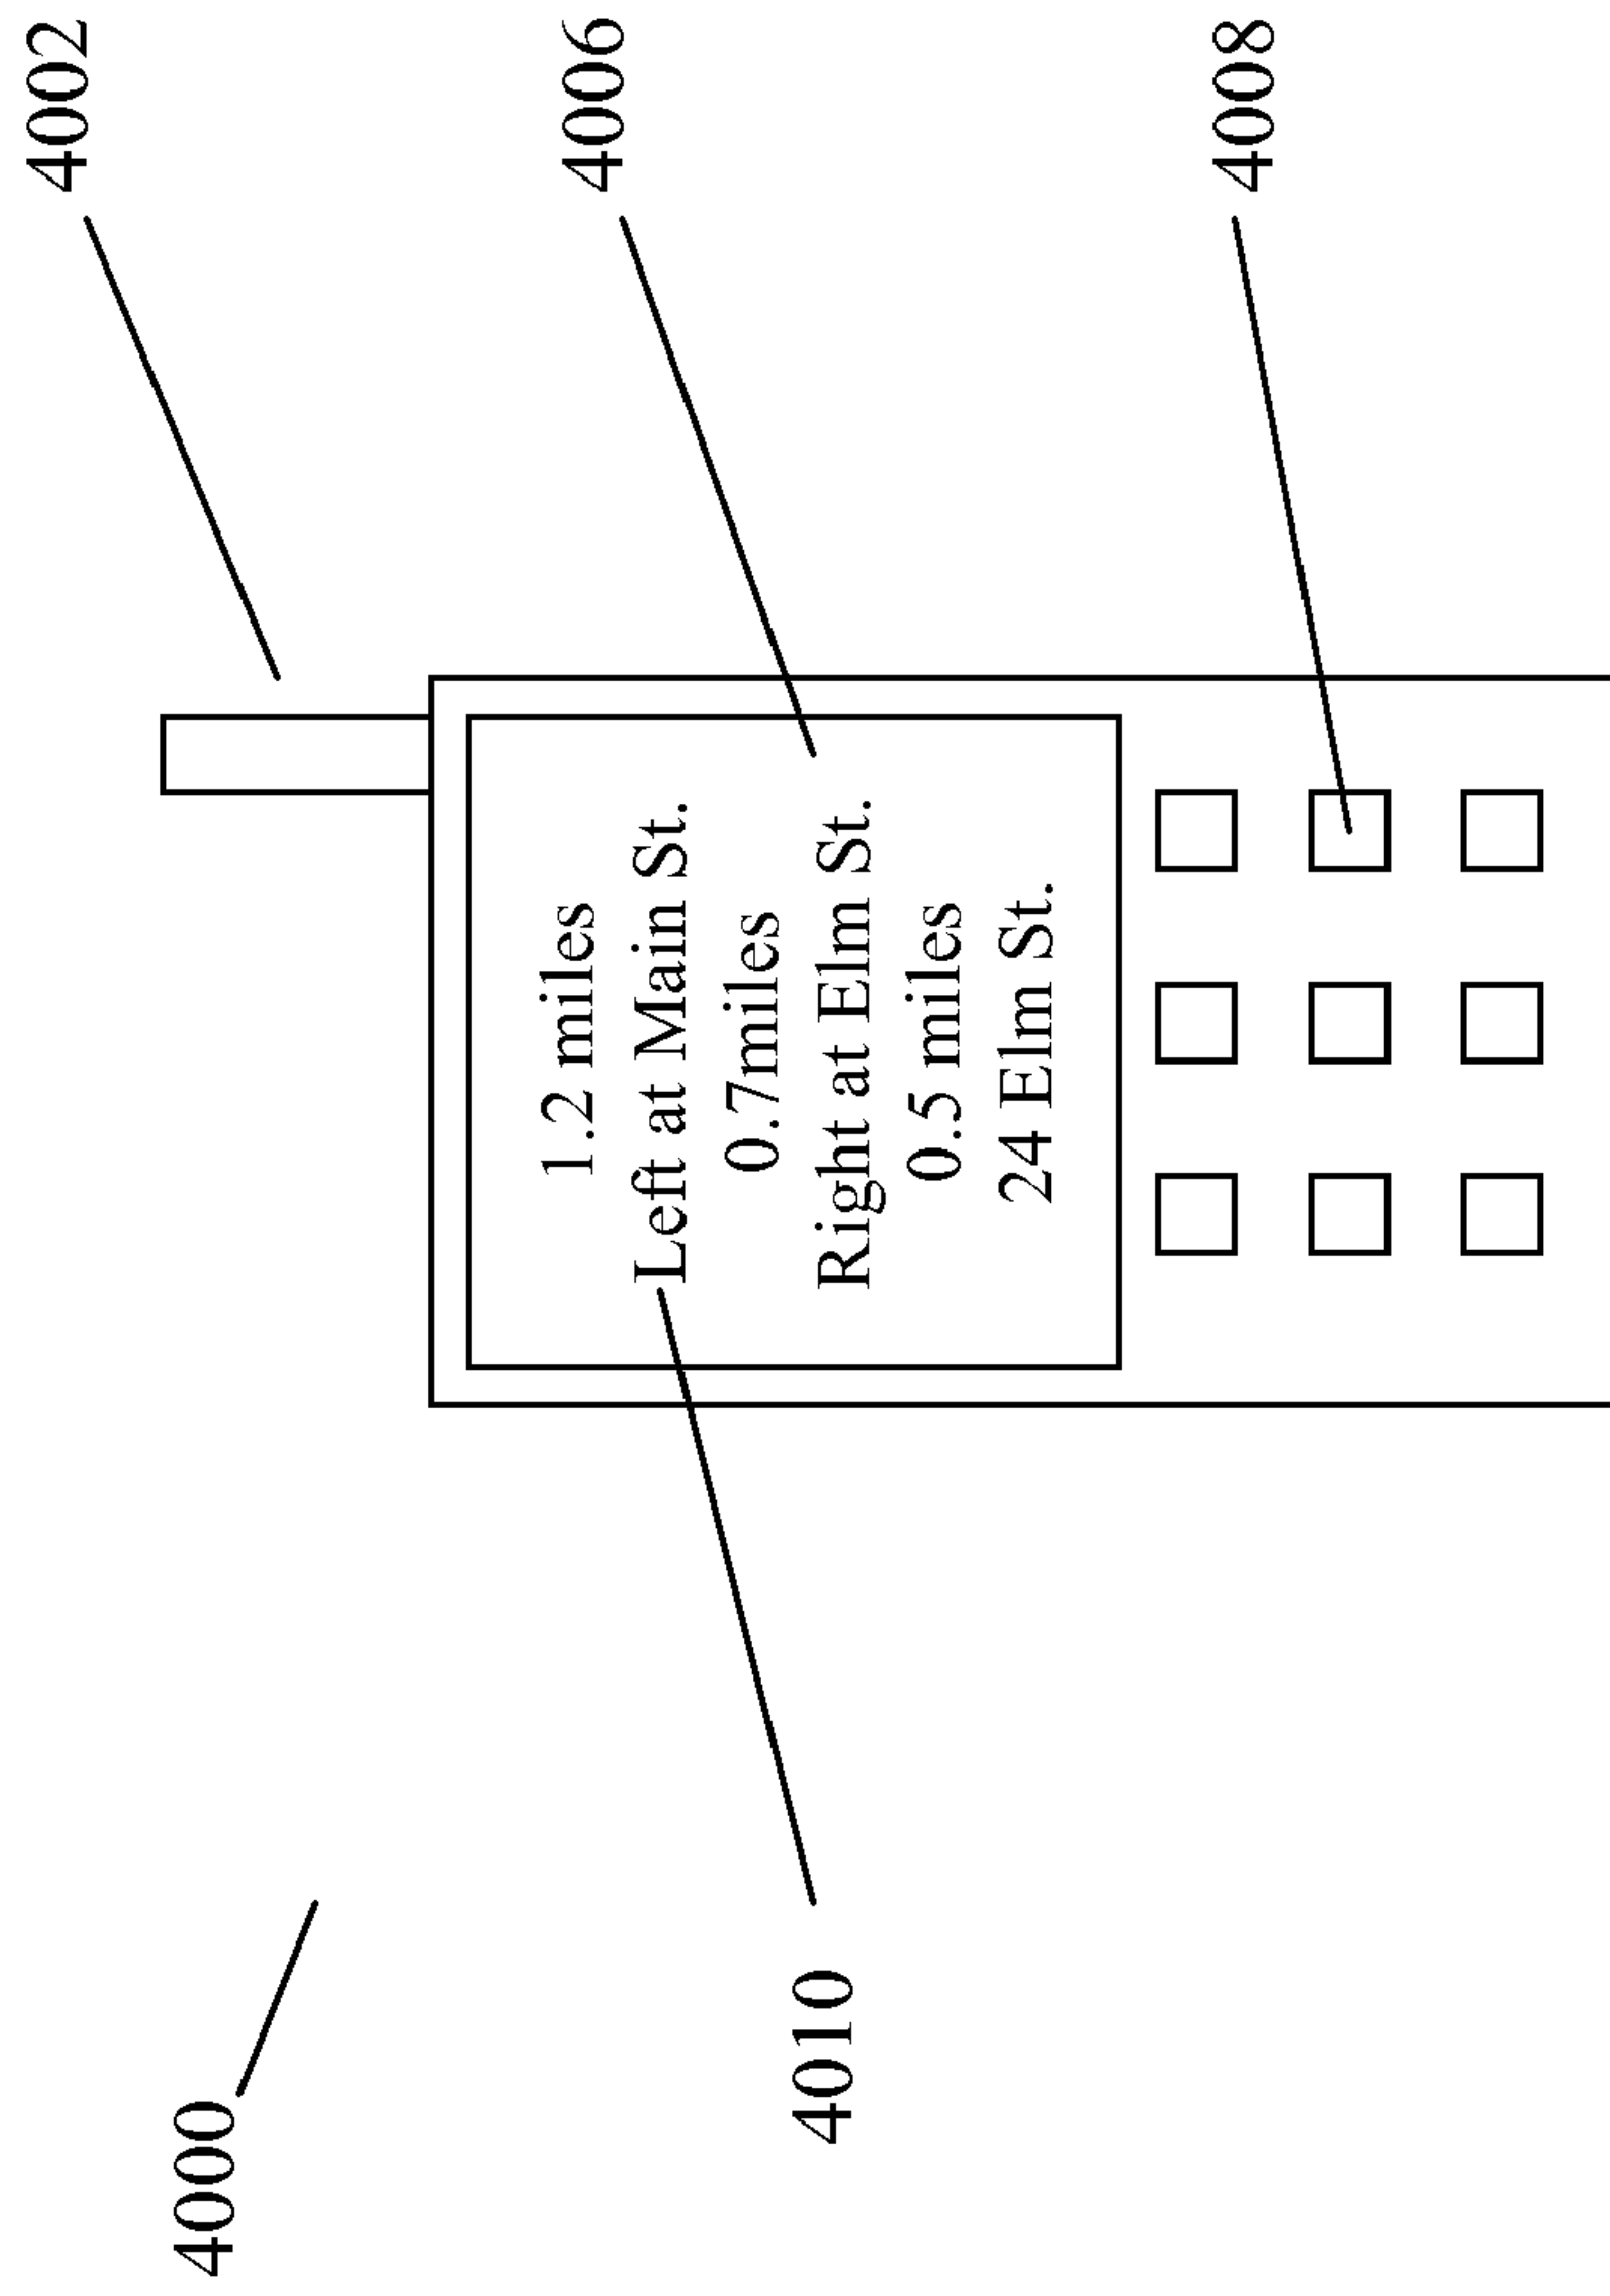 4000
4002
1.2 miles
Left at Main St.
0.7miles
Right at Elm St.
0.5 miles
24 Elm St.
4006
4010
4008